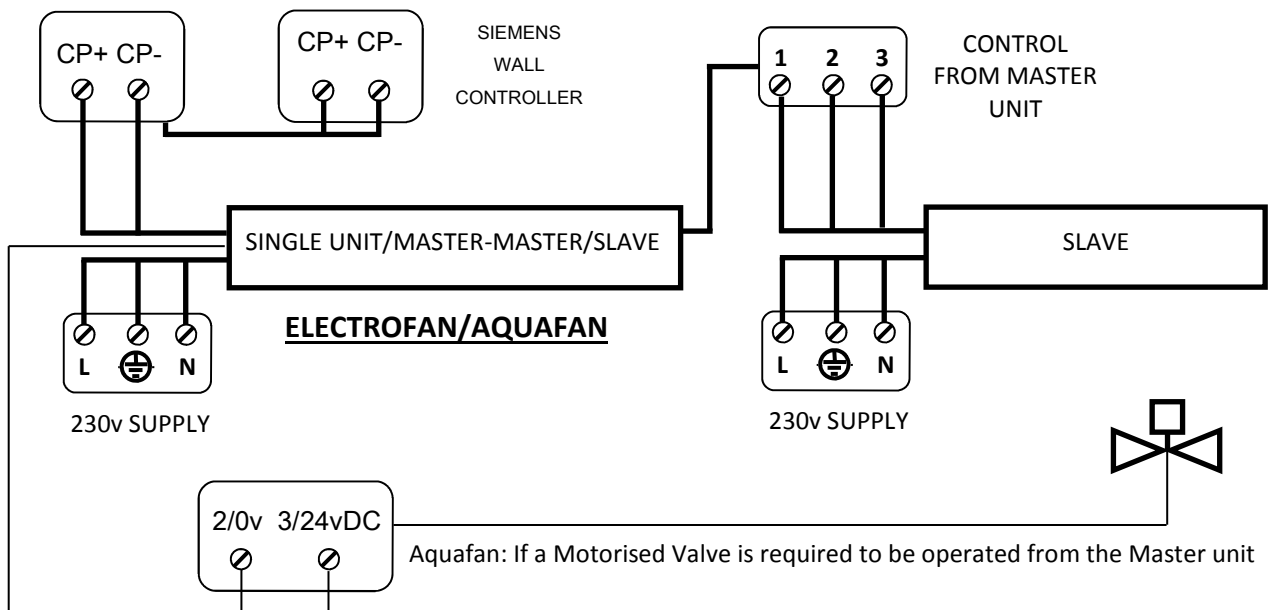 CP+ CP-
CP+ CP-
SIEMENS
WALL
CONTROLLER
1 2 3
CONTROL
FROM MASTER
UNIT
SINGLE UNIT/MASTER-MASTER/SLAVE
SLAVE
ELECTROFAN/AQUAFAN
L N
230v SUPPLY
L N
230v SUPPLY
2/0v 3/24vDC
Aquafan: If a Motorised Valve is required to be operated from the Master unit